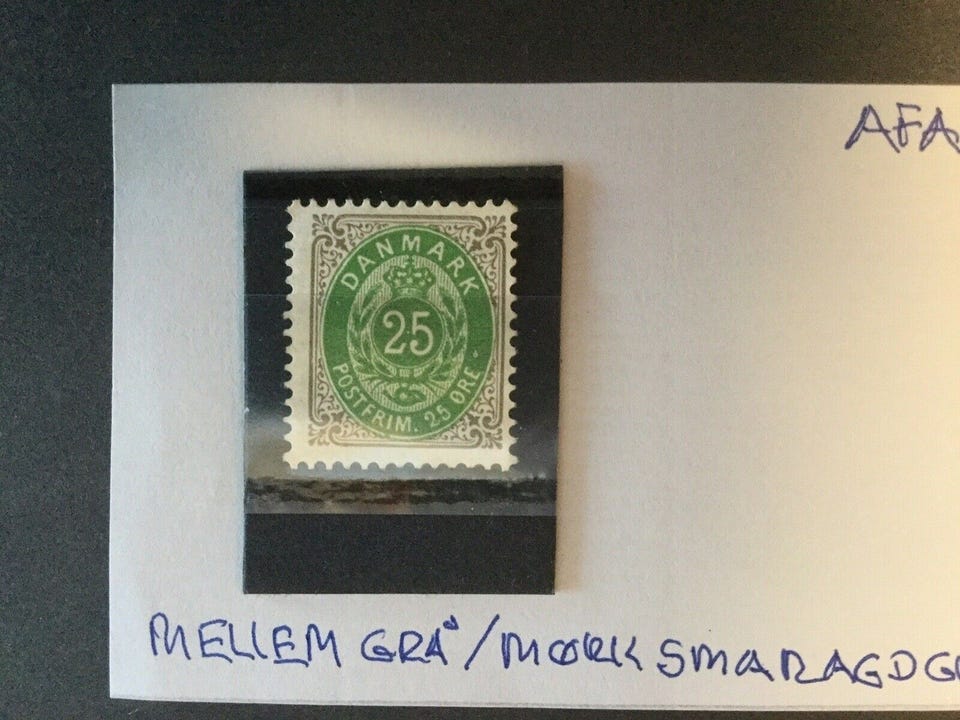 AFA
DANMARK
25
POSTFRIM. 25 ØRE
MELLEM GRÅ/MØRK SMARAGDG